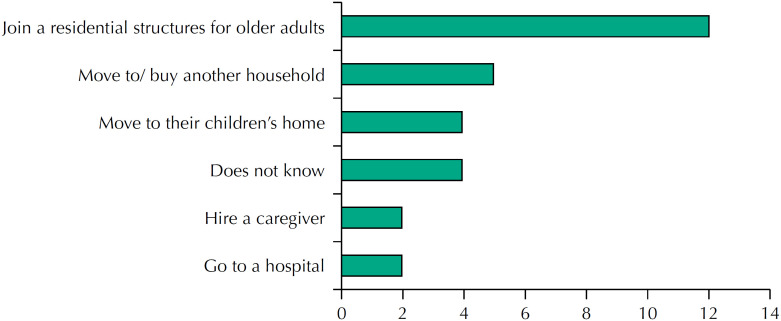 Join a residential structures for older adults
Move to/ buy another household
Move to their children's home
Does not know
Hire a caregiver
Go to a hospital
0 2 4 6 8 10 12 14